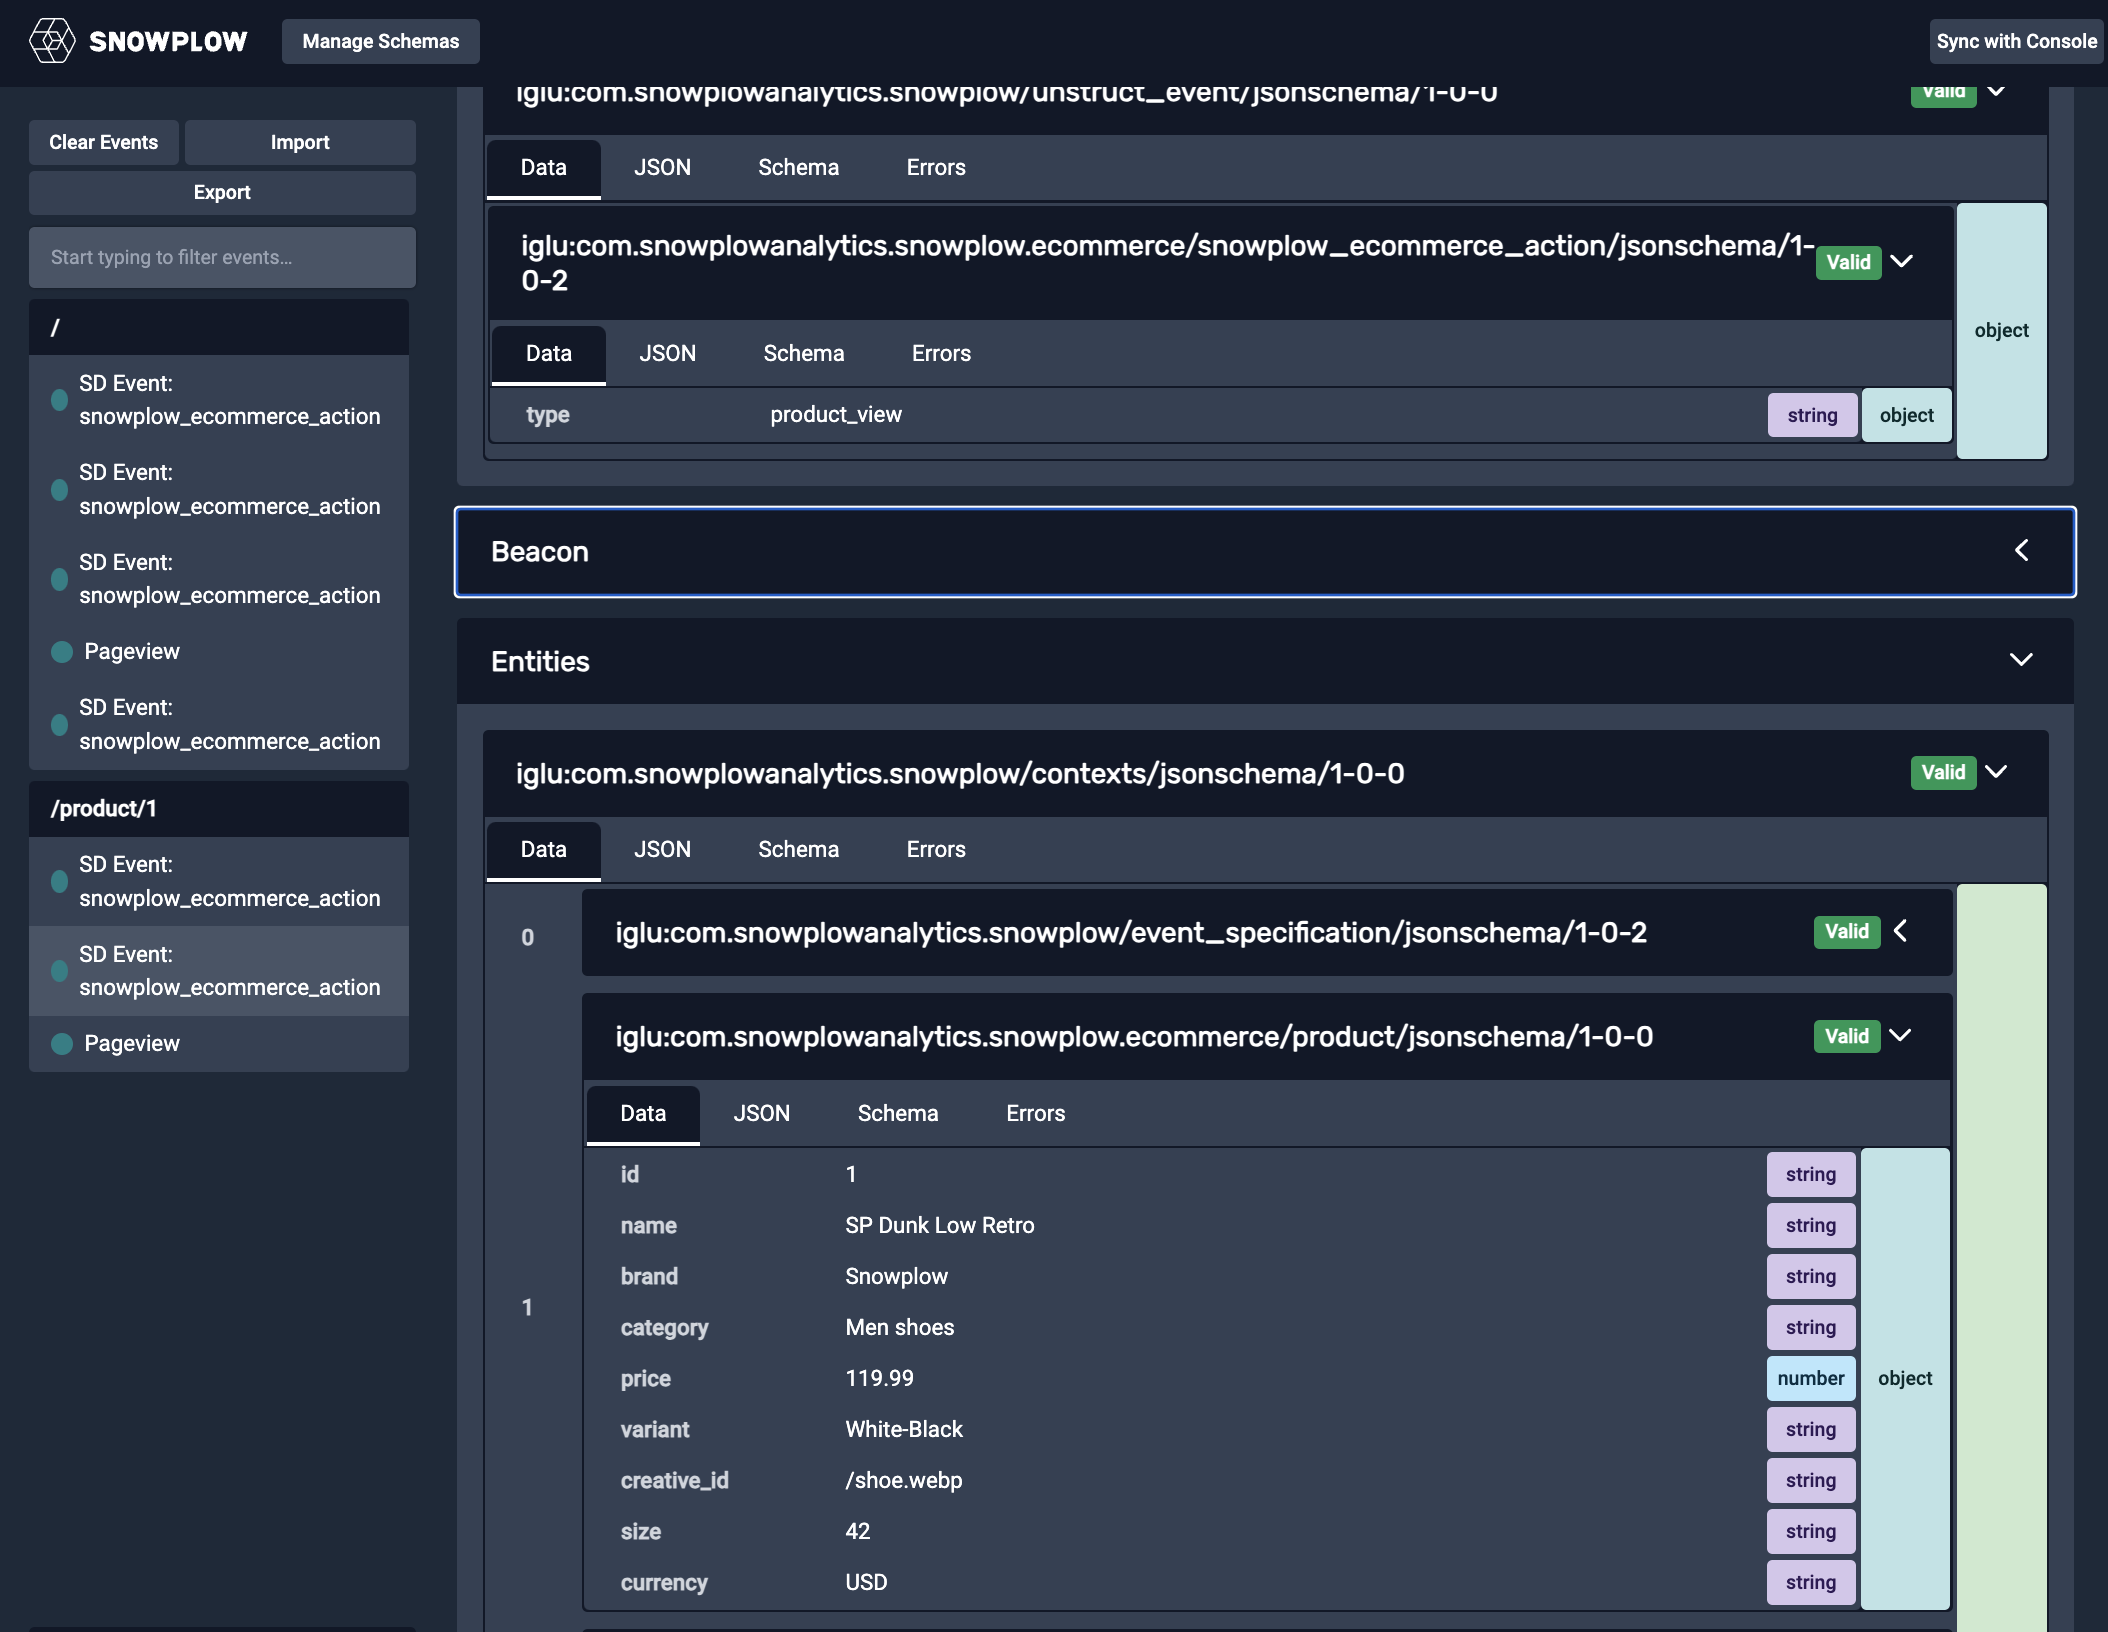 SNOWPLOW
Manage Schemas
Sync with Console
Clear Events
Import
Export
Start typing to filter events...
/
SD Event:
snowplow_ecommerce_action
SD Event:
snowplow_ecommerce_action
SD Event:
snowplow_ecommerce_action
Pageview
SD Event:
snowplow_ecommerce_action
/product/1
SD Event:
snowplow_ecommerce_action
SD Event:
snowplow_ecommerce_action
Pageview
iglu:com.snowplowanalytics.snowplow/unstruct_event/jsonschema/1-0-0
Valid
Data JSON Schema Errors
iglu:com.snowplowanalytics.snowplow.ecommerce/snowplow_ecommerce_action/jsonschema/1-
0-2
Valid
object
Data JSON Schema Errors
type product_view string object
Beacon
Entities
iglu:com.snowplowanalytics.snowplow/contexts/jsonschema/1-0-0 Valid
Data JSON Schema Errors
0 iglu:com.snowplowanalytics.snowplow/event_specification/jsonschema/1-0-2 Valid
iglu:com.snowplowanalytics.snowplow.ecommerce/product/jsonschema/1-0-0 Valid
Data JSON Schema Errors
id 1 string
name SP Dunk Low Retro string
brand Snowplow string
1
category Men shoes string
price 119.99 number object
variant White-Black string
creative_id /shoe.webp string
size 42 string
currency USD string